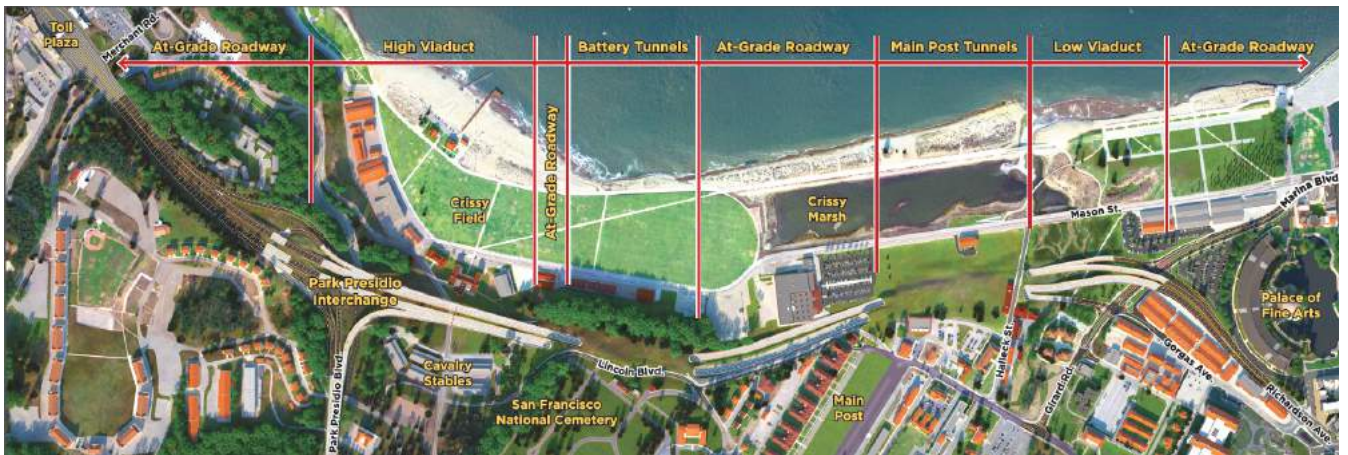 Toll
Plaza
Merchant Rd.
At-Grade Roadway
High Viaduct
At-Grade Roadway
Battery Tunnels
At-Grade Roadway
Main Post Tunnels
Low Viaduct
At-Grade Roadway
Crissy
Field
Crissy
Marsh
Mason St.
Marina Blvd.
Park Presidio
Interchange
Palace of
Fine Arts
Park Presidio Blvd.
Cavalry
Stables
Lincoln Blvd.
San Francisco
National Cemetery
Main
Post
Halleck St.
Girard Rd.
Gorgas Ave.
Richardson Ave.